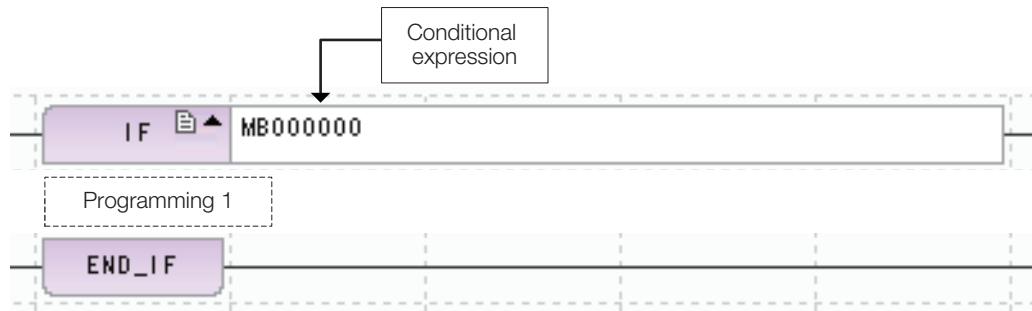 Conditional
expression
IF MB000000
Programming 1
END_IF